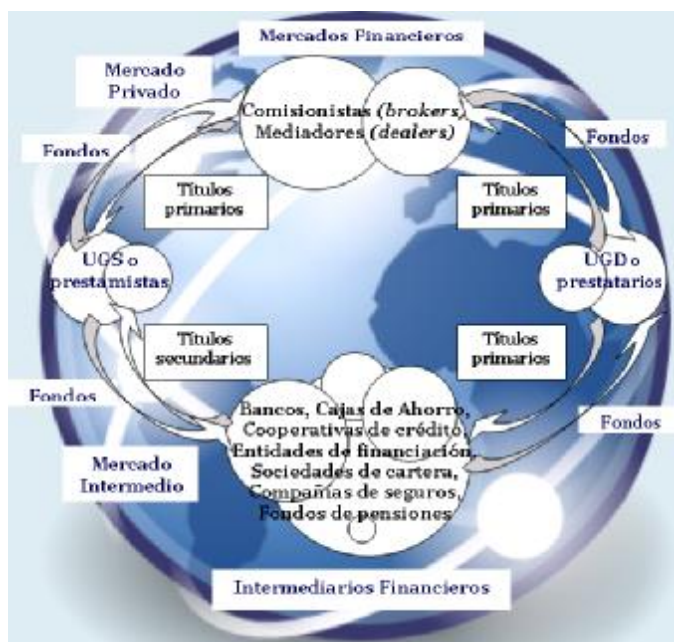 Mercados Financieros
Mercado
Privado
Comisionistas (brokers,
Mediadores (dealers)
Fondos
Fondos
Títulos
primarios
Títulos
primarios
UGS o
prestamistas
UGD o
prestatarios
Títulos
secundarios
Títulos
primarios
Fondos
Bancos, Cajas de Ahorro,
Cooperativas de crédito,
Entidades de financiación,
Sociedades de cartera,
Compañías de seguros,
Fondos de pensiones
Fondos
Mercado
Intermedio
Intermediarios Financieros